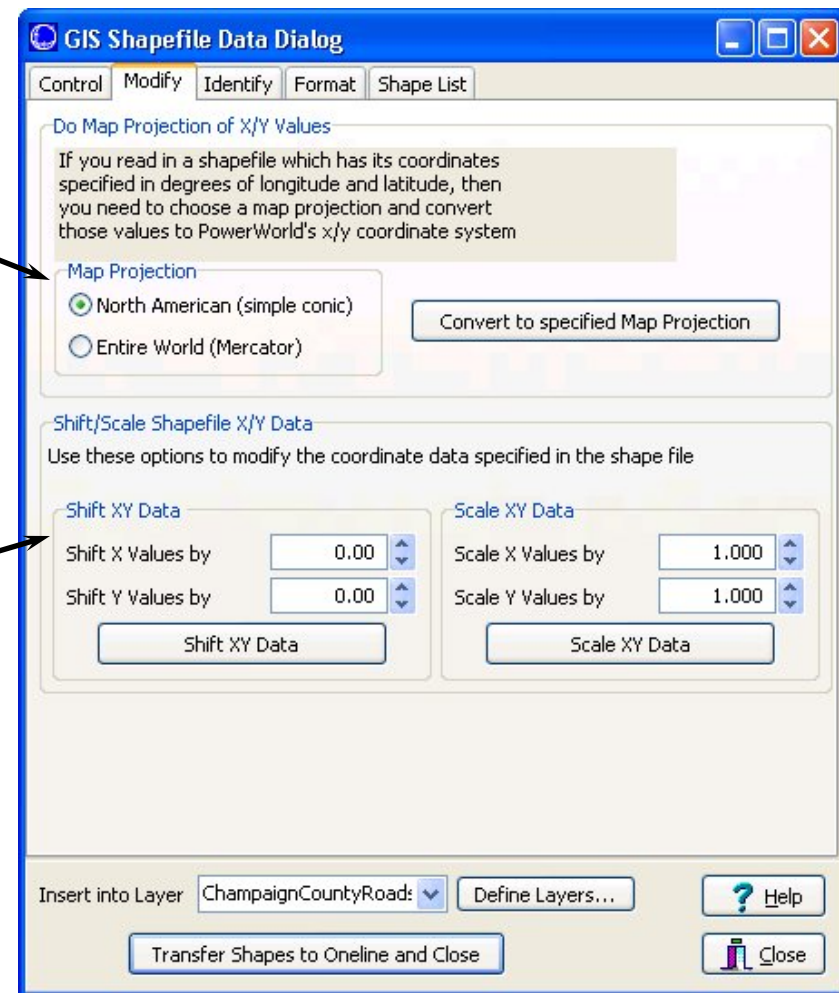 GIS Shapefile Data Dialog
Control Modify Identify Format Shape List
Do Map Projection of X/Y Values
If you read in a shapefile which has its coordinates
specified in degrees of longitude and latitude, then
you need to choose a map projection and convert
those values to PowerWorld's x/y coordinate system
Map Projection
North American (simple conic)
Entire World (Mercator)
Convert to specified Map Projection
Shift/Scale Shapefile X/Y Data
Use these options to modify the coordinate data specified in the shape file
Shift XY Data
Shift X Values by 0.00
Shift Y Values by 0.00
Shift XY Data
Scale XY Data
Scale X Values by 1.000
Scale Y Values by 1.000
Scale XY Data
Insert into Layer ChampaignCountyRoads Define Layers... ? Help
Transfer Shapes to Oneline and Close Close